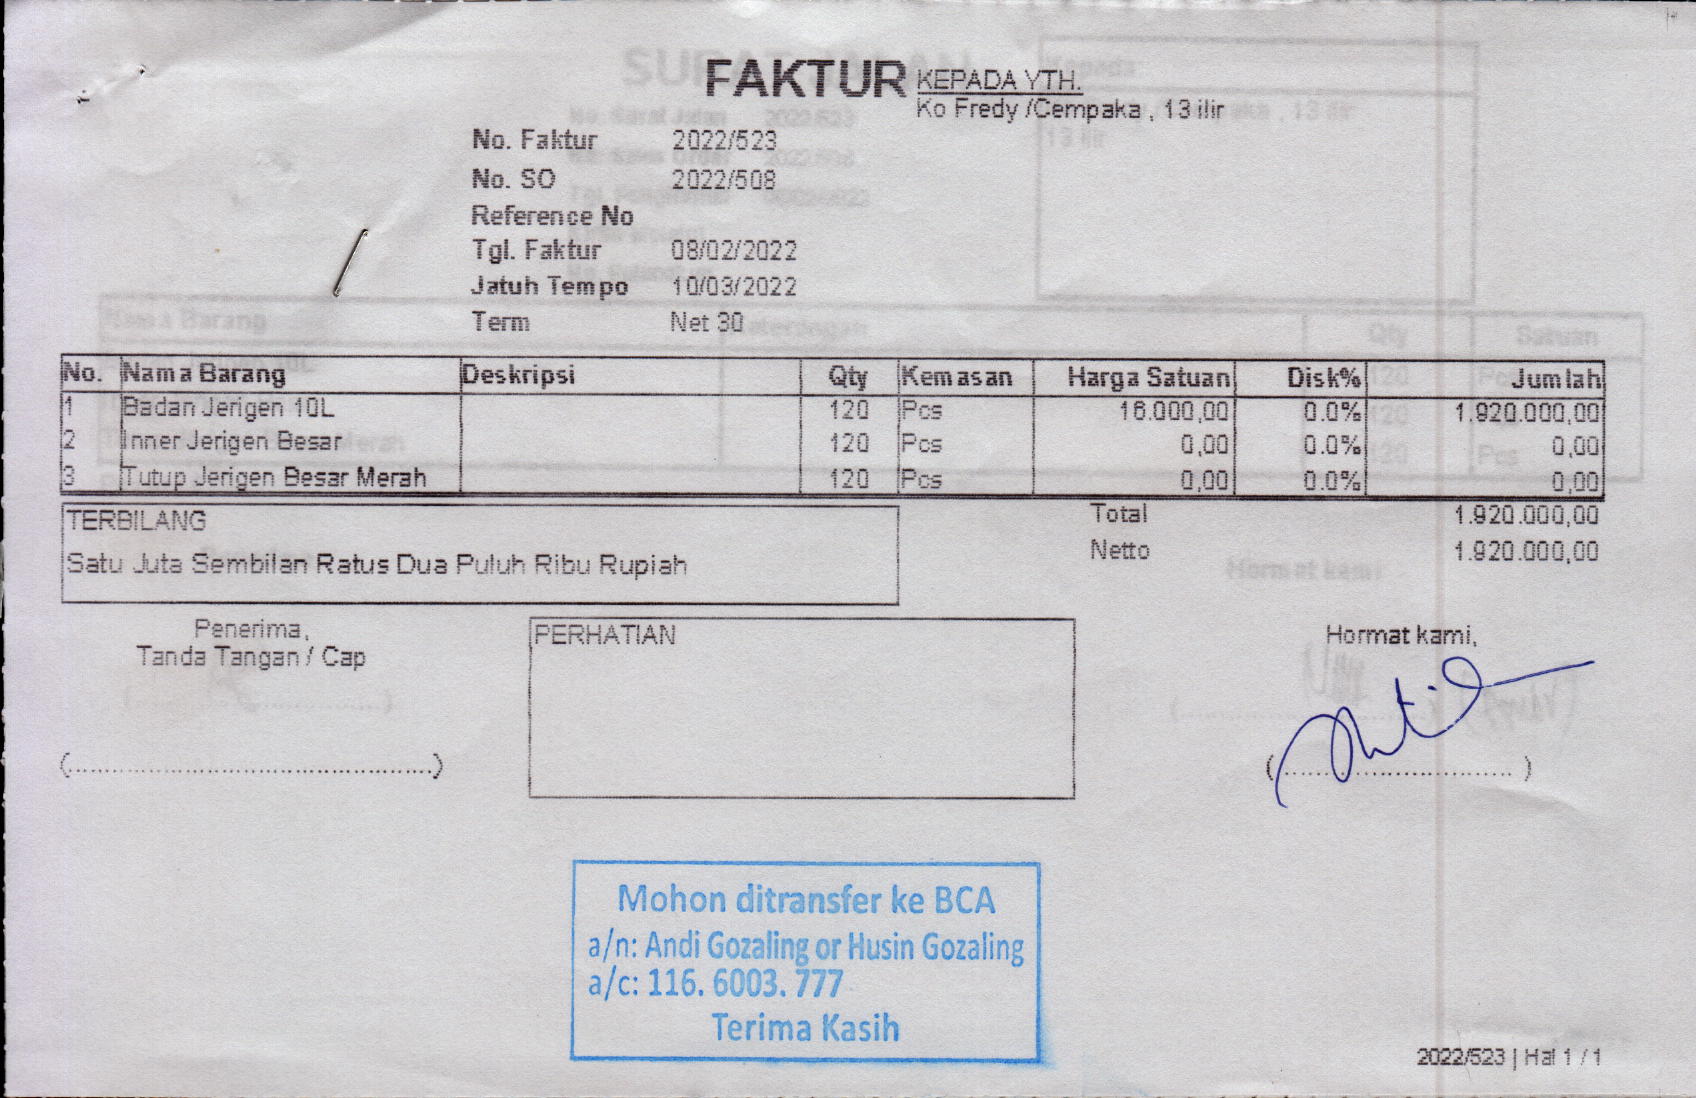 FAKTUR
KEPADA YTH.
Ko Fredy /Cempaka , 13 ilir
No. Faktur 2022/523
No. SO 2022/508
Reference No
Tgl. Faktur 08/02/2022
Jatuh Tempo 10/03/2022
Term Net 30
No. Nama Barang Deskripsi Qty Kemasan Harga Satuan Disk% Jumlah
1 Badan Jerigen 10L 120 Pcs 16.000,00 0.0% 1.920.000,00
2 Inner Jerigen Besar 120 Pcs 0,00 0.0% 0,00
3 Tutup Jerigen Besar Merah 120 Pcs 0,00 0.0% 0,00
Total 1.920.000,00
Netto 1.920.000,00
TERBILANG
Satu Juta Sembilan Ratus Dua Puluh Ribu Rupiah
Penerima,
Tanda Tangan / Cap
(................................................)
PERHATIAN
Hormat kami,
(................................ )
Mohon ditransfer ke BCA
a/n: Andi Gozaling or Husin Gozaling
a/c: 116. 6003. 777
Terima Kasih
2022/523 | Hal 1 / 1